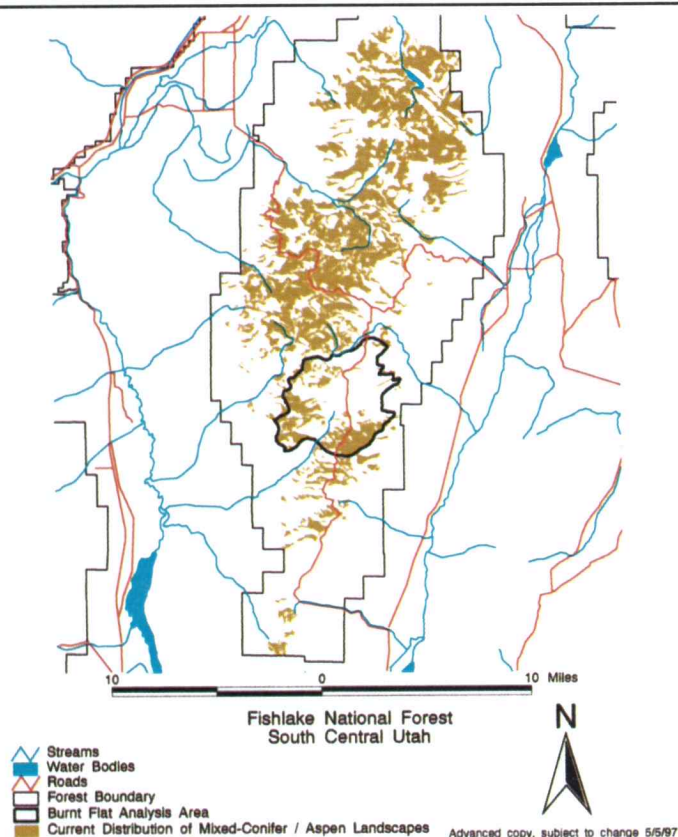 10 0 10 Miles
Fishlake National Forest
South Central Utah
N
Streams
Water Bodies
Roads
Forest Boundary
Burnt Flat Analysis Area
Current Distribution of Mixed-Conifer / Aspen Landscapes
Advanced copy, subject to change 5/5/97